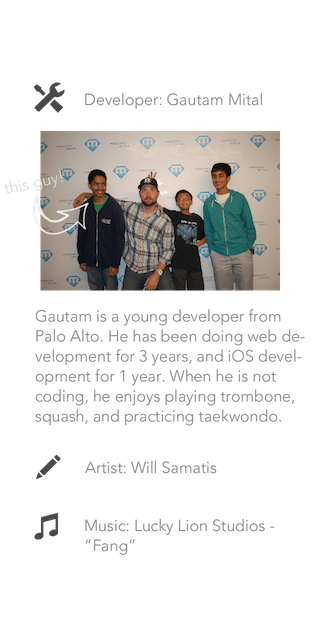 Developer: Gautam Mital
this guy!
Gautam is a young developer from
Palo Alto. He has been doing web de-
velopment for 3 years, and iOS devel-
opment for 1 year. When he is not
coding, he enjoys playing trombone,
squash, and practicing taekwondo.
Artist: Will Samatis
Music: Lucky Lion Studios -
“Fang”